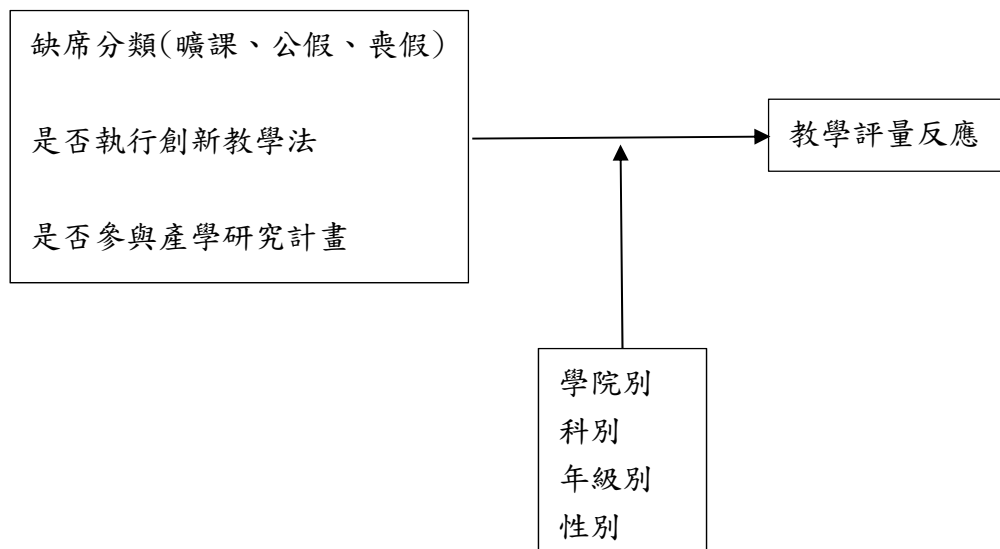 缺席分類(曠課、公假、喪假)
是否執行創新教學法
是否參與產學研究計畫
教學評量反應
學院別
科別
年級別
性別